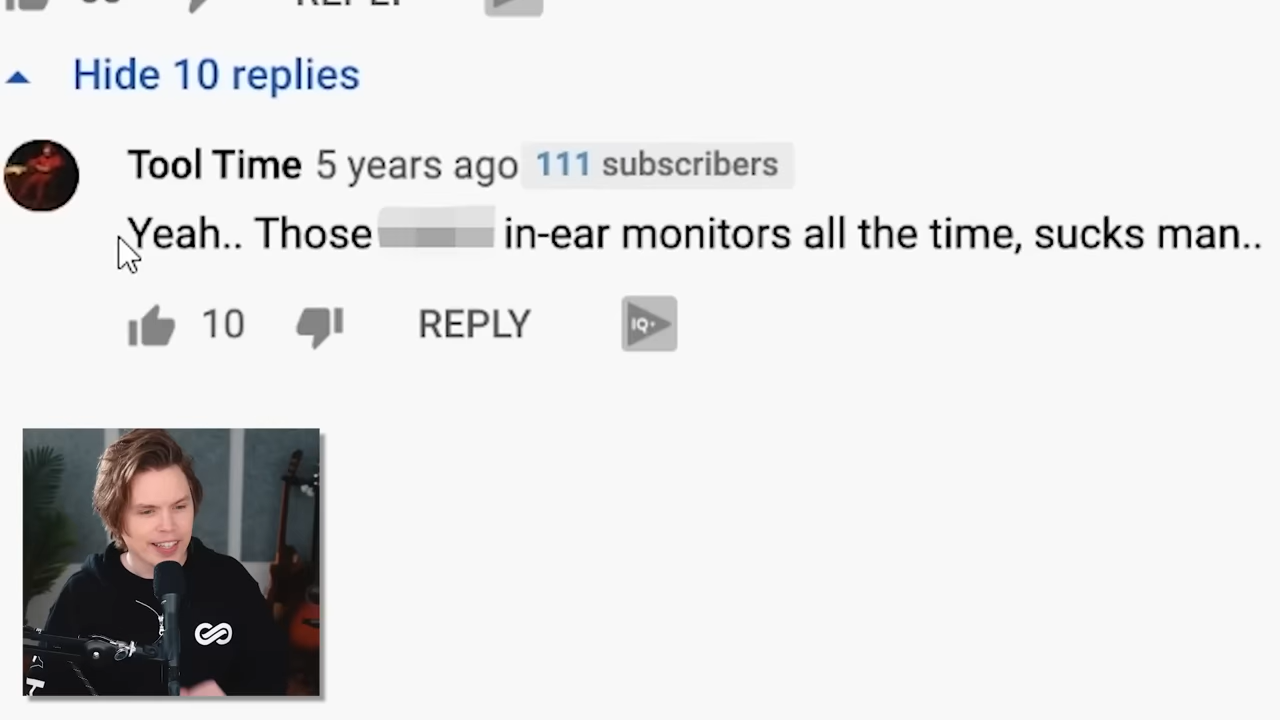 Hide 10 replies
Tool Time 5 years ago 111 subscribers
Yeah.. Those in-ear monitors all the time, sucks man..
10 REPLY IQ+